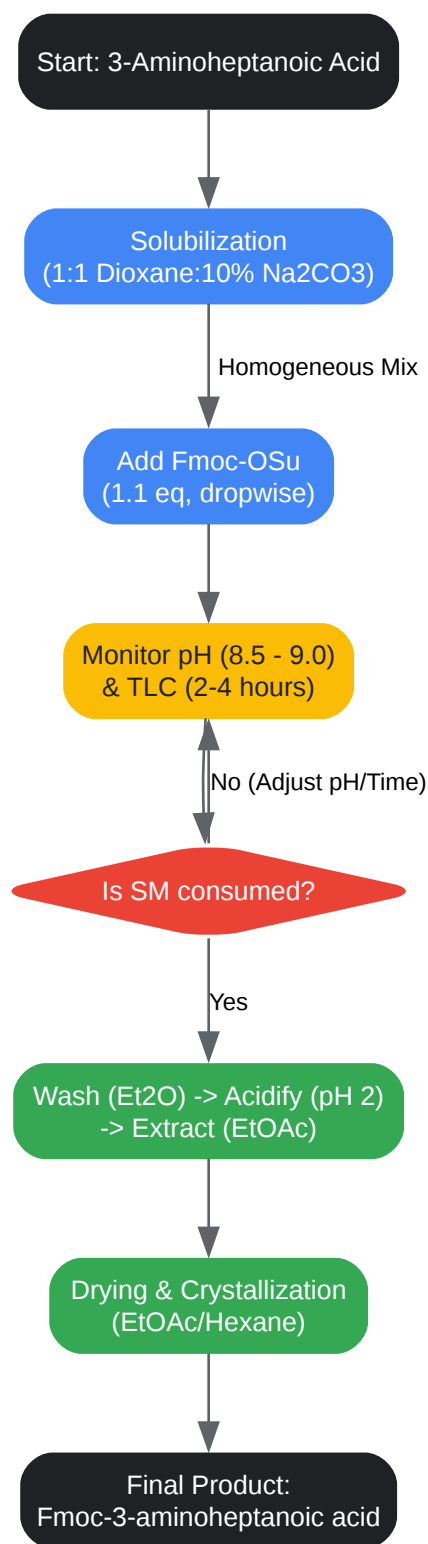 Start: 3-Aminoheptanoic Acid
Solubilization
(1:1 Dioxane:10% Na2CO3)
Homogeneous Mix
Add Fmoc-OSu
(1.1 eq, dropwise)
Monitor pH (8.5 - 9.0)
& TLC (2-4 hours)
No (Adjust pH/Time)
Is SM consumed?
Yes
Wash (Et2O) -> Acidify (pH 2)
-> Extract (EtOAc)
Drying & Crystallization
(EtOAc/Hexane)
Final Product:
Fmoc-3-aminoheptanoic acid